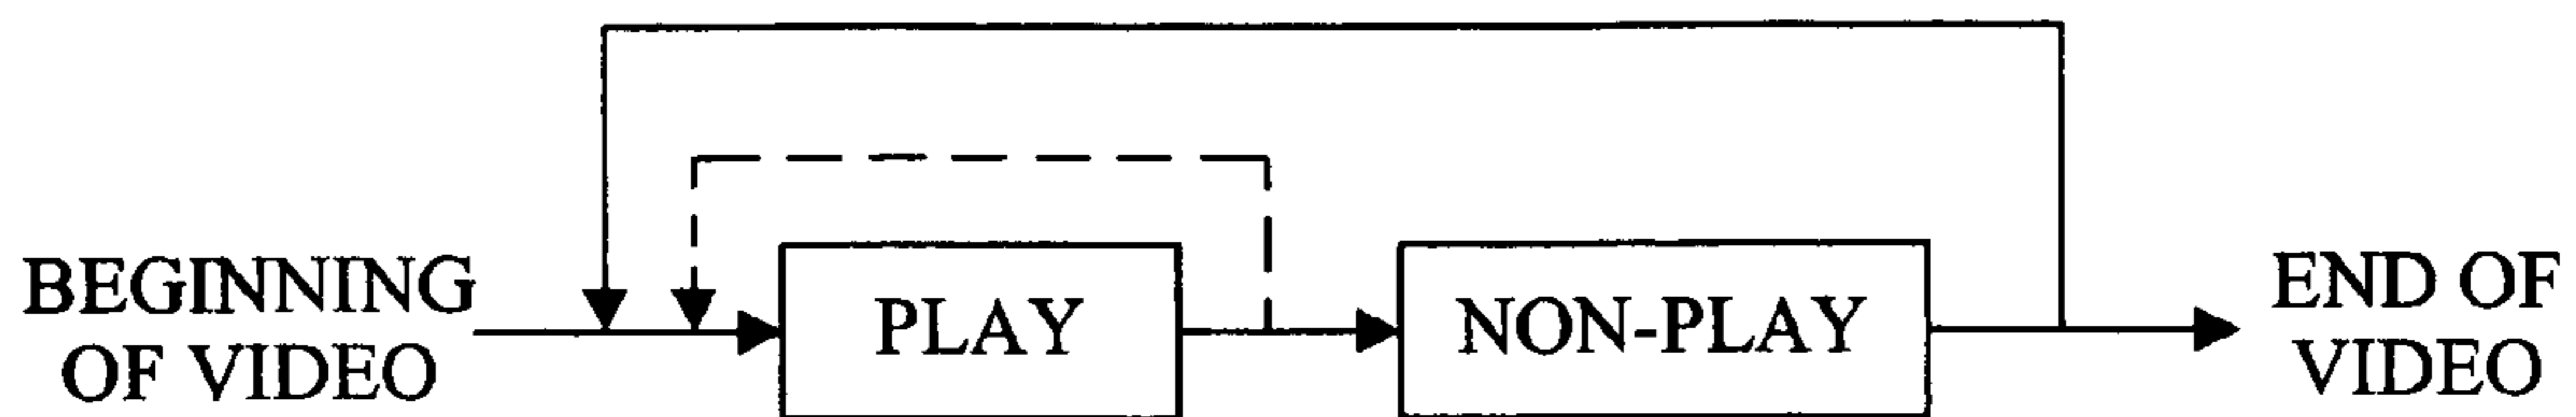 BEGINNING
OF VIDEO
PLAY
NON-PLAY
END OF
VIDEO